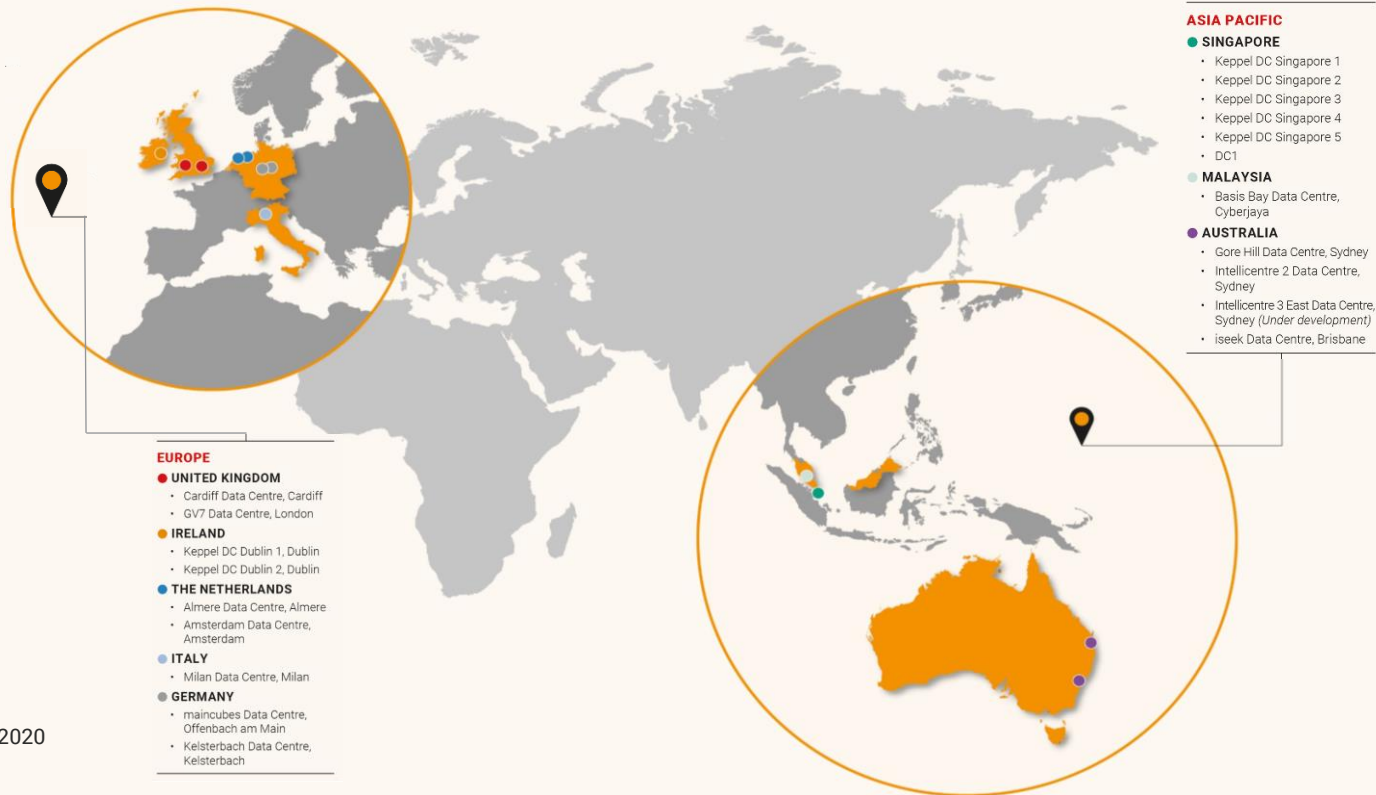 ASIA PACIFIC
SINGAPORE
• Keppel DC Singapore 1
• Keppel DC Singapore 2
• Keppel DC Singapore 3
• Keppel DC Singapore 4
• Keppel DC Singapore 5
• DC1
MALAYSIA
• Basis Bay Data Centre,
Cyberjaya
AUSTRALIA
• Gore Hill Data Centre, Sydney
• Intellicentre 2 Data Centre,
Sydney
• Intellicentre 3 East Data Centre,
Sydney (Under development)
• iseek Data Centre, Brisbane
EUROPE
UNITED KINGDOM
• Cardiff Data Centre, Cardiff
• GV7 Data Centre, London
IRELAND
• Keppel DC Dublin 1, Dublin
• Keppel DC Dublin 2, Dublin
THE NETHERLANDS
• Almere Data Centre, Almere
• Amsterdam Data Centre,
Amsterdam
ITALY
• Milan Data Centre, Milan
GERMANY
• maincubes Data Centre,
Offenbach am Main
• Kelsterbach Data Centre,
Kelsterbach
2020